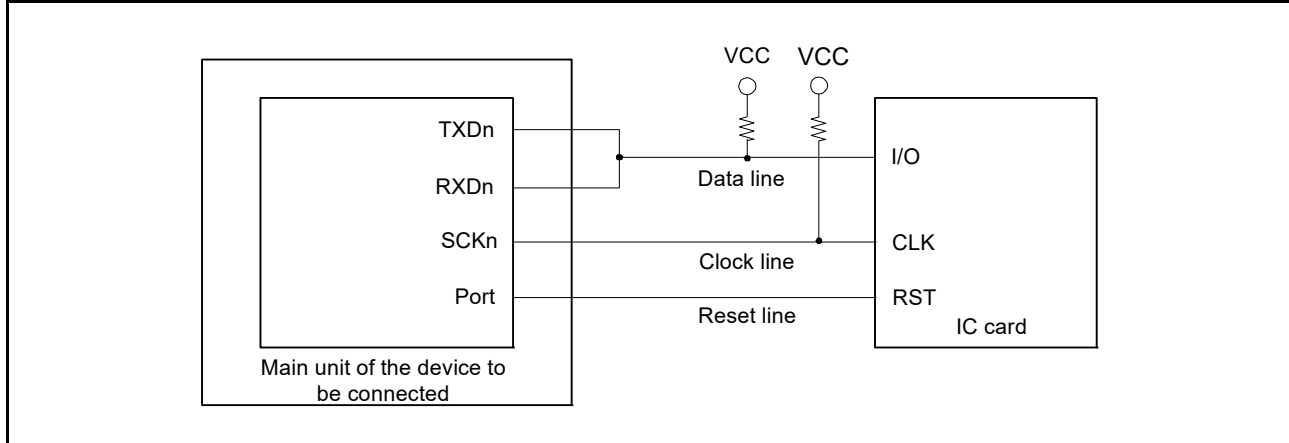 VCC VCC
TXDn
I/O
Data line
RXDn
SCKn
CLK
Clock line
Port
RST
Reset line
IC card
Main unit of the device to
be connected